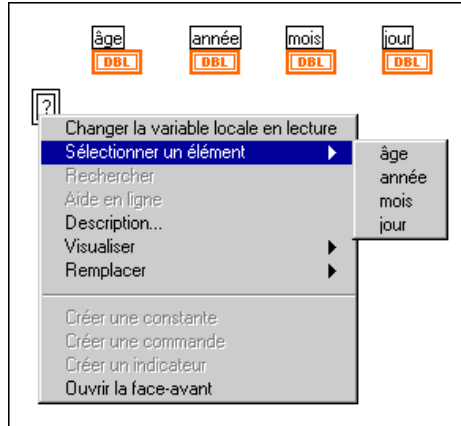 âge année mois jour
DBL DBL DBL DBL
?
Changer la variable locale en lecture
Sélectionner un élément
Rechercher
Aide en ligne
Description...
Visualiser
Remplacer
Créer une constante
Créer une commande
Créer un indicateur
Ouvrir la face-avant
âge
année
mois
jour